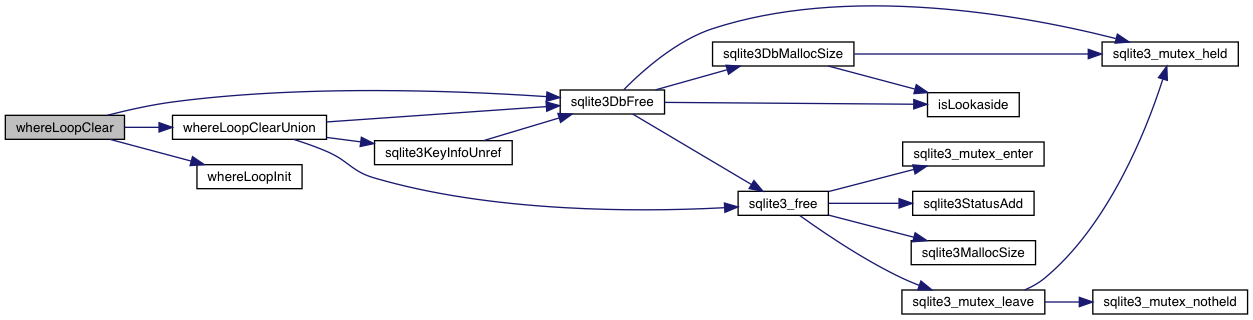 whereLoopClear
whereLoopClearUnion
whereLoopInit
sqlite3KeyInfoUnref
sqlite3DbFree
sqlite3DbMallocSize
sqlite3_free
sqlite3_mutex_held
isLookaside
sqlite3_mutex_enter
sqlite3StatusAdd
sqlite3MallocSize
sqlite3_mutex_leave
sqlite3_mutex_notheld